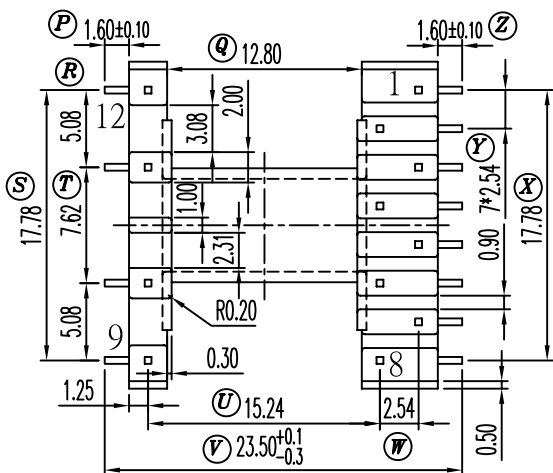 P 1.60±0.10
Q 12.80
1.60±0.10 Z
R
5.08
12
3.08
2.00
1
S 17.78
T 7.62
1.00
2.31
Y 7*2.54
0.90
X 17.78
5.08
9
R0.20
8
0.30
1.25
U 15.24
2.54
W
0.50
V 23.50 +0.1 -0.3